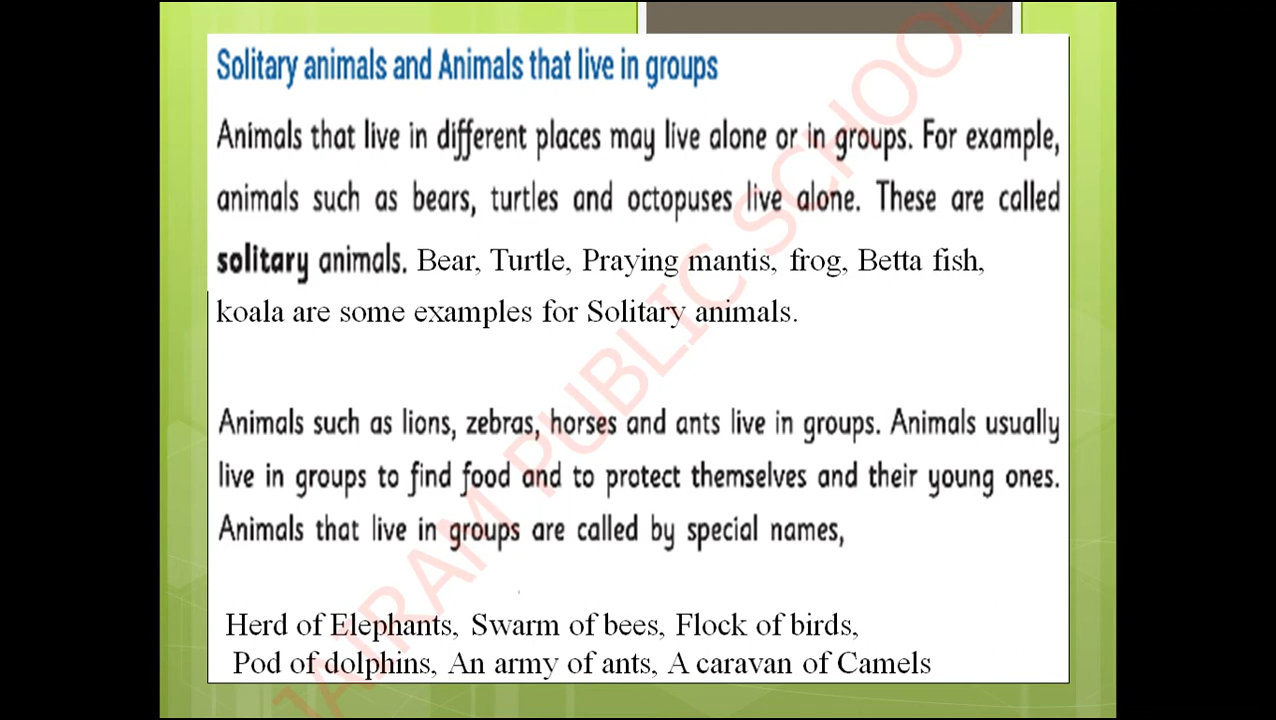 Solitary animals and Animals that live in groups
Animals that live in different places may live alone or in groups. For example,
animals such as bears, turtles and octopuses live alone. These are called
solitary animals. Bear, Turtle, Praying mantis, frog, Betta fish,
koala are some examples for Solitary animals.
Animals such as lions, zebras, horses and ants live in groups. Animals usually
live in groups to find food and to protect themselves and their young ones.
Animals that live in groups are called by special names,
Herd of Elephants, Swarm of bees, Flock of birds,
Pod of dolphins, An army of ants, A caravan of Camels
JAIRAM PUBLIC SCHOOL